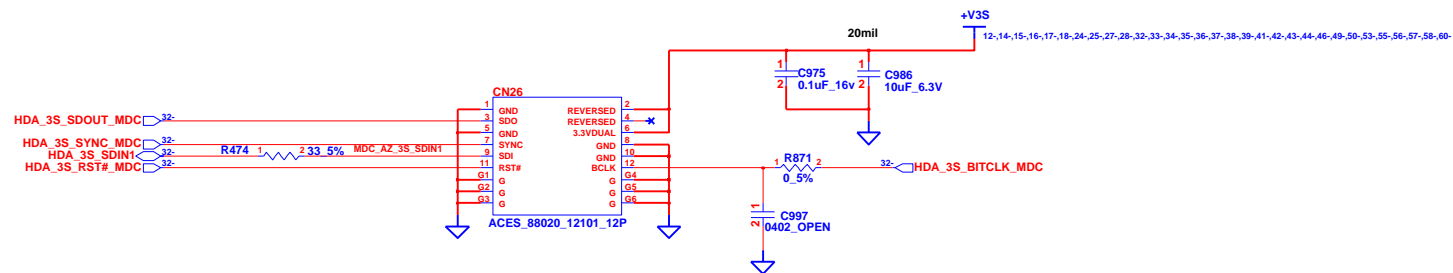 +V3S
20mil
12-,14-,15-,16-,17-,18-,24-,25-,27-,28-,32-,33-,34-,35-,36-,37-,38-,39-,41-,42-,43-,44-,46-,49-,50-,53-,55-,56-,57-,58-,60-
1 C975
2 0.1uF_16v
1 C986
2 10uF_6.3V
CN26
1 GND REVERSED 2
HDA_3S_SDOUT_MDC 32- 3 SDO REVERSED 4
5 GND 3.3VDUAL 6
HDA_3S_SYNC_MDC 32- 7 SYNC GND 8
HDA_3S_SDIN1 32- R474 1 2 33_5% MDC_AZ_3S_SDIN1 9 SDI GND 10
HDA_3S_RST#_MDC 32- 11 RST# BCLK 12 R871 1 2 0_5% 32- HDA_3S_BITCLK_MDC
G1 G G G4
G2 G G G5
G3 G G G6
ACES_88020_12101_12P
1 C997
2 0402_OPEN